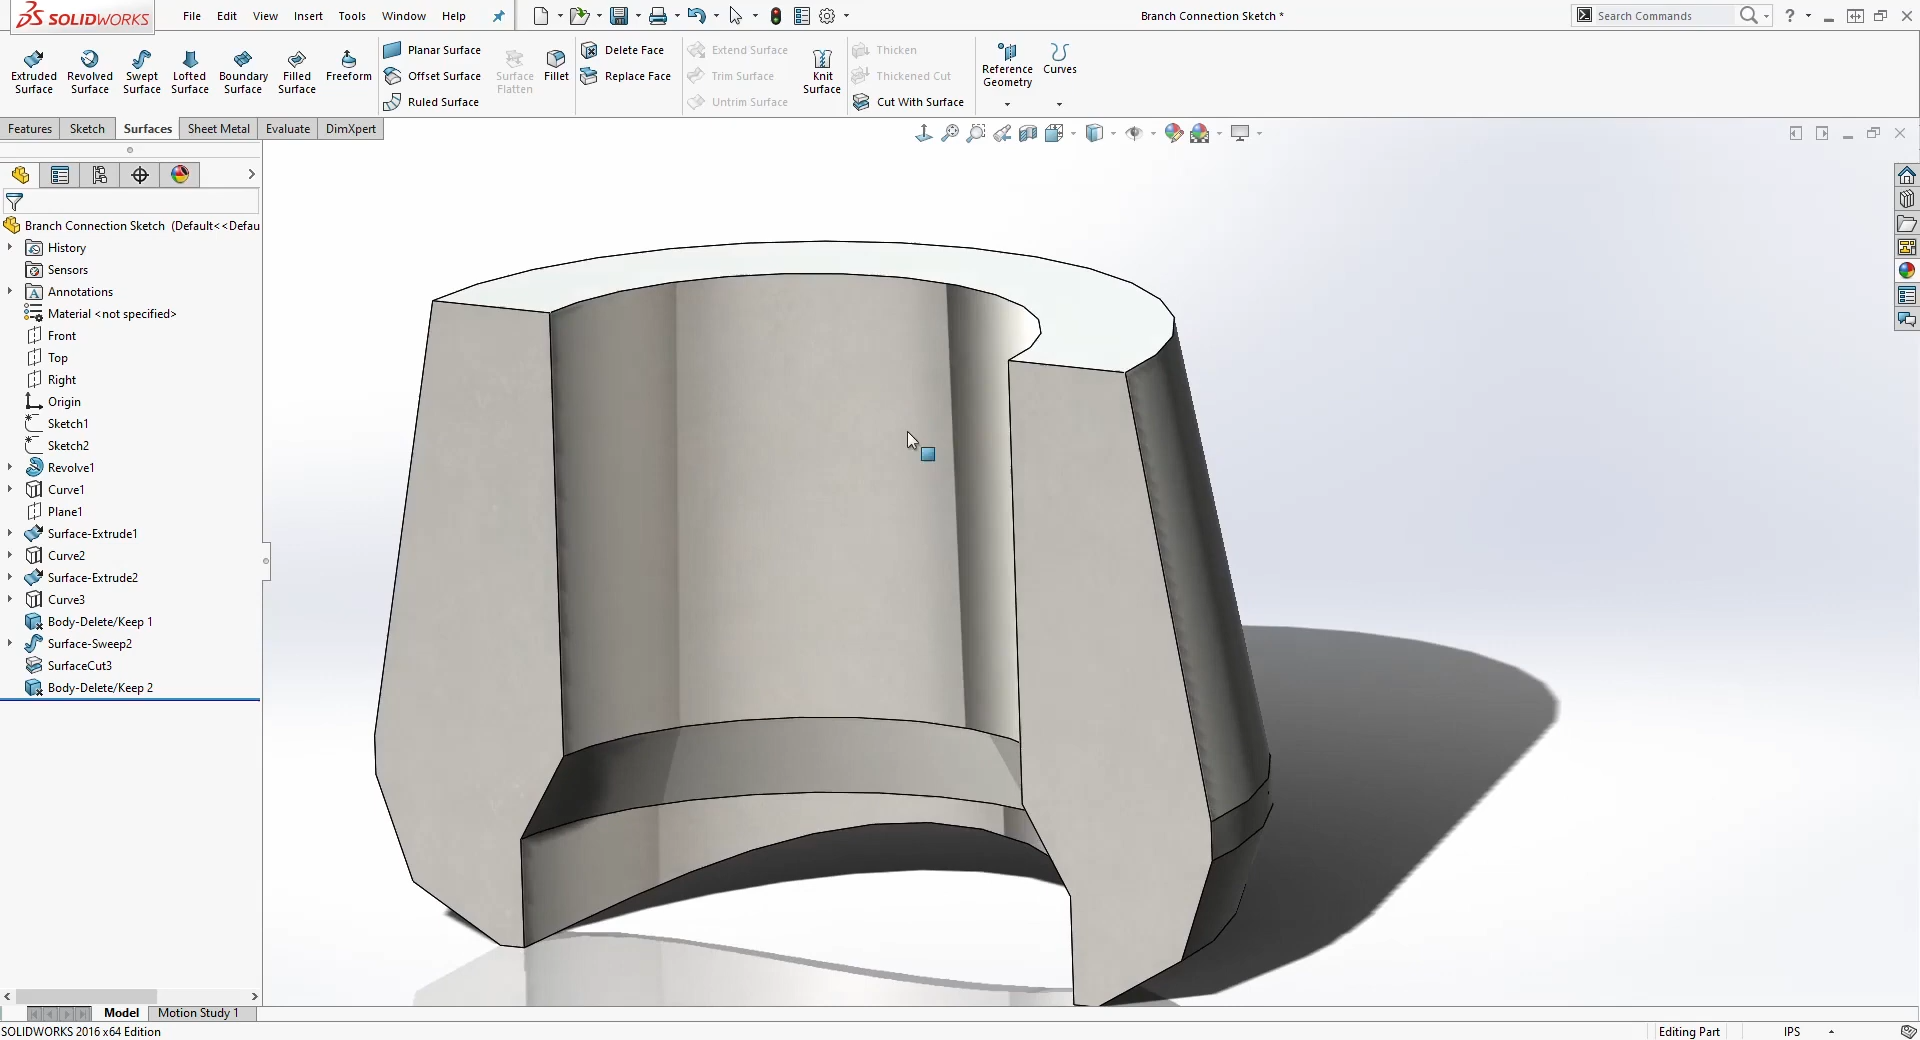 SOLIDWORKS
File Edit View Insert Tools Window Help
Branch Connection Sketch *
Search Commands
Extruded Surface
Revolved Surface
Swept Surface
Lofted Surface
Boundary Surface
Filled Surface
Freeform
Planar Surface
Offset Surface
Ruled Surface
Surface Flatten
Fillet
Delete Face
Replace Face
Extend Surface
Trim Surface
Untrim Surface
Knit Surface
Thicken
Thickened Cut
Cut With Surface
Reference Geometry
Curves
Features Sketch Surfaces Sheet Metal Evaluate DimXpert
Branch Connection Sketch (Default<<Defau
History
Sensors
Annotations
Material <not specified>
Front
Top
Right
Origin
Sketch1
Sketch2
Revolve1
Curve1
Plane1
Surface-Extrude1
Curve2
Surface-Extrude2
Curve3
Body-Delete/Keep 1
Surface-Sweep2
SurfaceCut3
Body-Delete/Keep 2
Model Motion Study 1
SOLIDWORKS 2016 x64 Edition
Editing Part
IPS